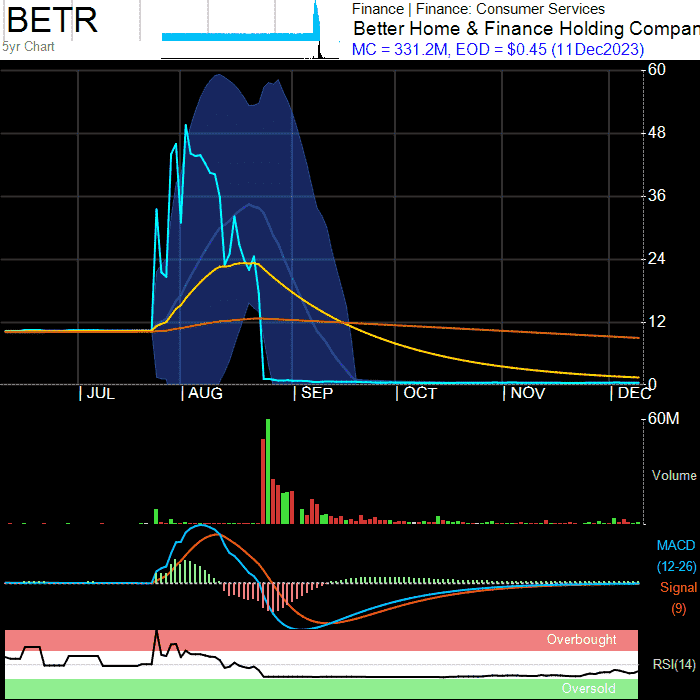 BETR
5yr Chart
Finance | Finance: Consumer Services
Better Home & Finance Holding Compan
MC = 331.2M, EOD = $0.45 (11Dec2023)
60
48
36
24
12
0
JUL
AUG
SEP
OCT
NOV
DEC
60M
Volume
MACD
(12-26)
Signal
(9)
Overbought
RSI(14)
Oversold